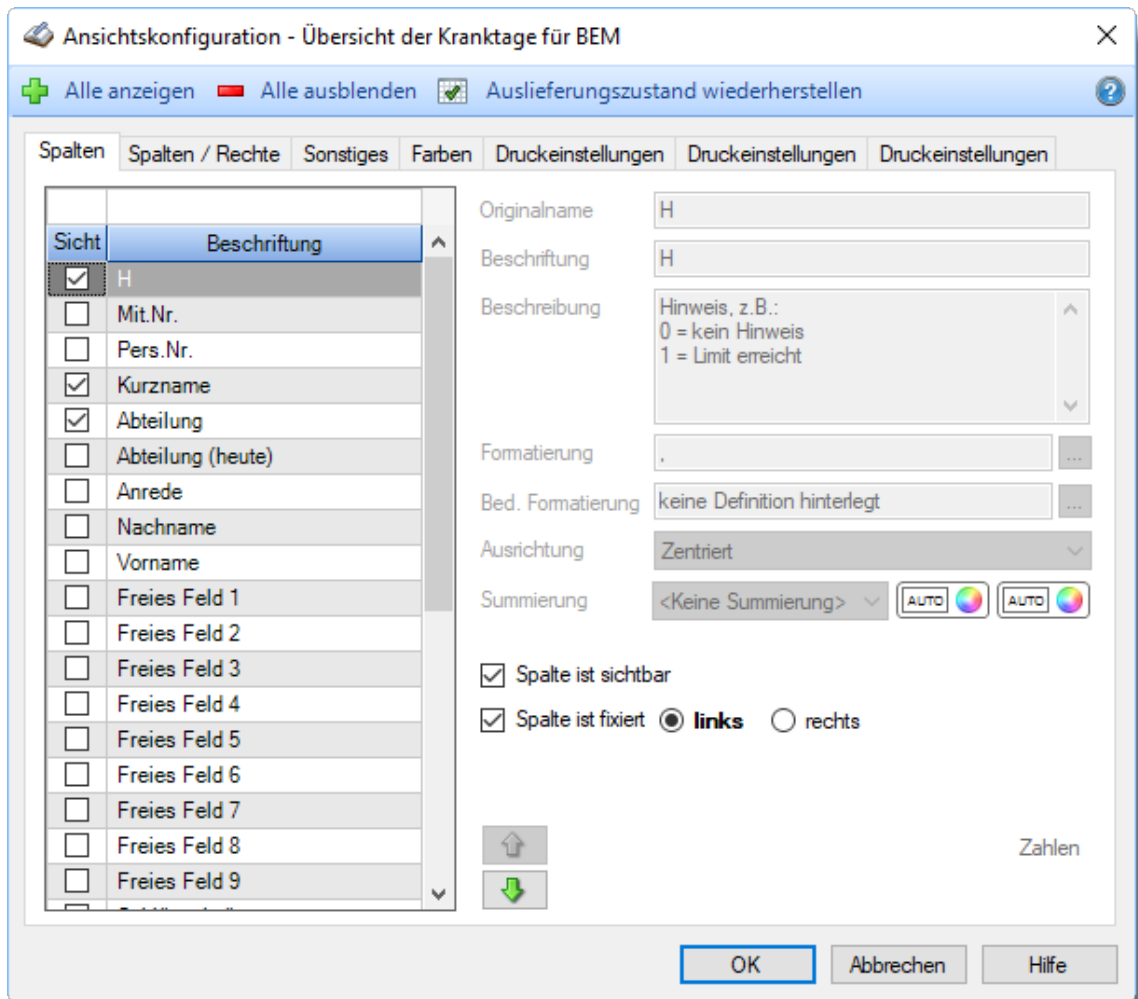 Ansichtskonfiguration - Übersicht der Kranktage für BEM
Alle anzeigen Alle ausblenden Auslieferungszustand wiederherstellen
Spalten Spalten / Rechte Sonstiges Farben Druckeinstellungen Druckeinstellungen Druckeinstellungen
Sicht Beschriftung
H
Mit.Nr.
Pers.Nr.
Kurzname
Abteilung
Abteilung (heute)
Anrede
Nachname
Vorname
Freies Feld 1
Freies Feld 2
Freies Feld 3
Freies Feld 4
Freies Feld 5
Freies Feld 6
Freies Feld 7
Freies Feld 8
Freies Feld 9
Originalname H
Beschriftung H
Beschreibung Hinweis, z.B.:
0 = kein Hinweis
1 = Limit erreicht
Formatierung , ...
Bed. Formatierung keine Definition hinterlegt ...
Ausrichtung Zentriert
Summierung <Keine Summierung> AUTO AUTO
Spalte ist sichtbar
Spalte ist fixiert links rechts
Zahlen
OK Abbrechen Hilfe